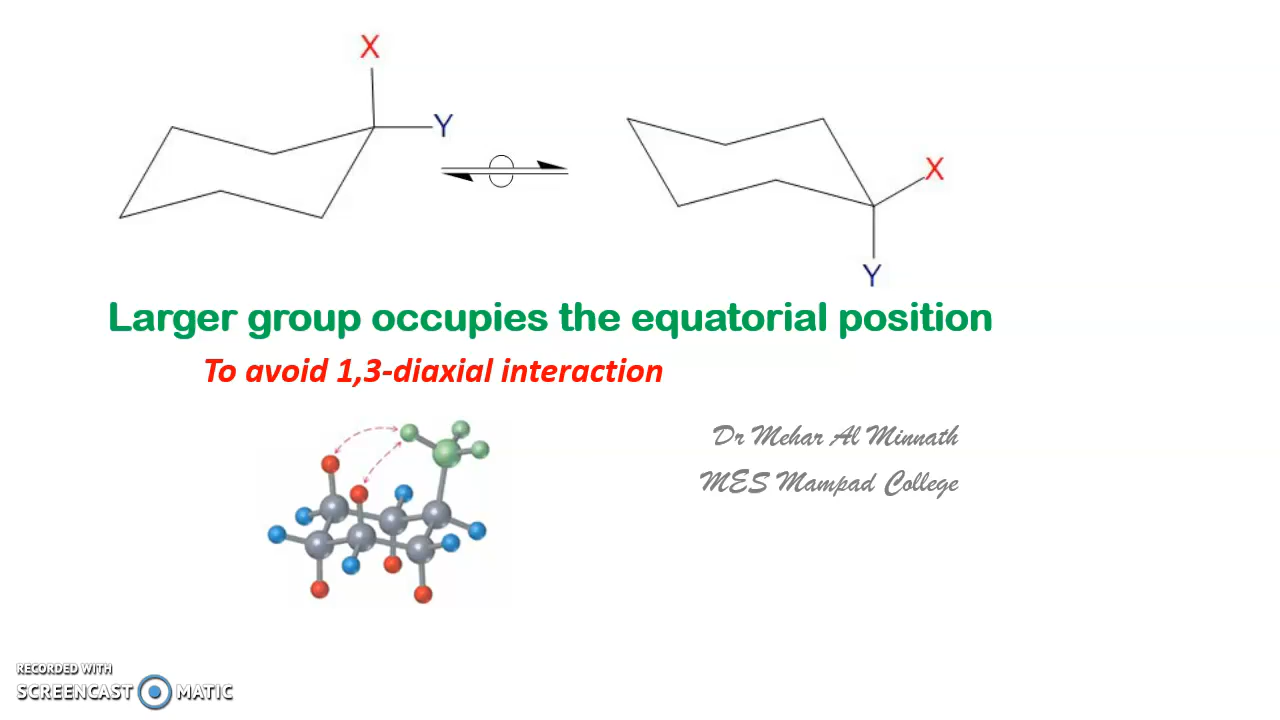 X
Y
X
Y
Larger group occupies the equatorial position
To avoid 1,3-diaxial interaction
Dr Mehar Al Minnath
MES Mampad College
RECORDED WITH
SCREENCAST MATIC